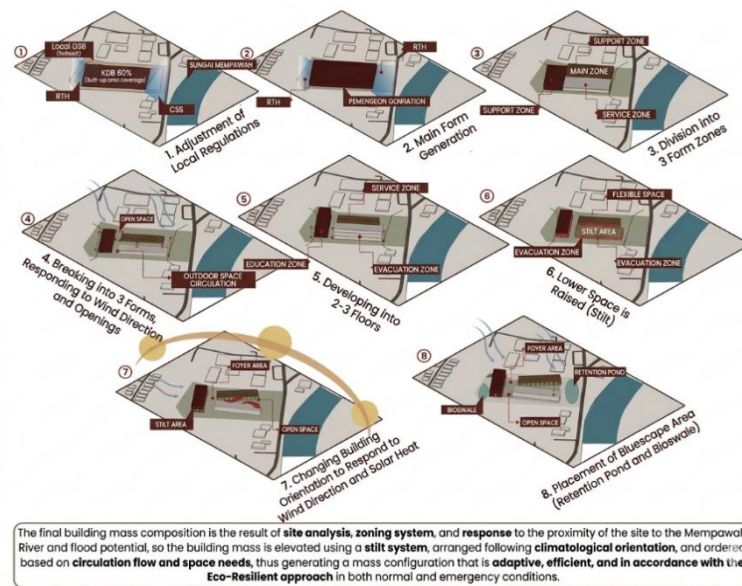 ①
Local GSB
KDB 60%
(Built-up area coverage)
SUNGAI MEMPAWAH
RTH
CSS
1. Adjustment of
Local Regulations
②
RTH
RTH
2. Main Form
Generation
③
SUPPORT ZONE
MAIN ZONE
SUPPORT ZONE
SERVICE ZONE
3. Division into
3 Form Zones
④
OPEN SPACE
OUTDOOR SPACE
CIRCULATION
4. Breaking into 3 Forms,
Responding to Wind Direction
and Openings
⑤
SERVICE ZONE
EDUCATION ZONE
EVACUATION ZONE
5. Developing into
2-3 Floors
⑥
FLEXIBLE SPACE
STILT AREA
EVACUATION ZONE
EVACUATION ZONE
6. Lower Space is
Raised (Stilt)
⑦
FOYER AREA
STILT AREA
OPEN SPACE
7. Changing Building
Orientation to Respond to
Wind Direction and Solar Heat
⑧
FOYER AREA
RETENTION POND
BIOSWALE
OPEN SPACE
8. Placement of Bluescape Area
(Retention Pond and Bioswale)
The final building mass composition is the result of site analysis, zoning system, and response to the proximity of the site to the Mempawah
River and flood potential, so the building mass is elevated using a stilt system, arranged following climatological orientation, and ordered
based on circulation flow and space needs, thus generating a mass configuration that is adaptive, efficient, and in accordance with the
Eco-Resilient approach in both normal and emergency conditions.